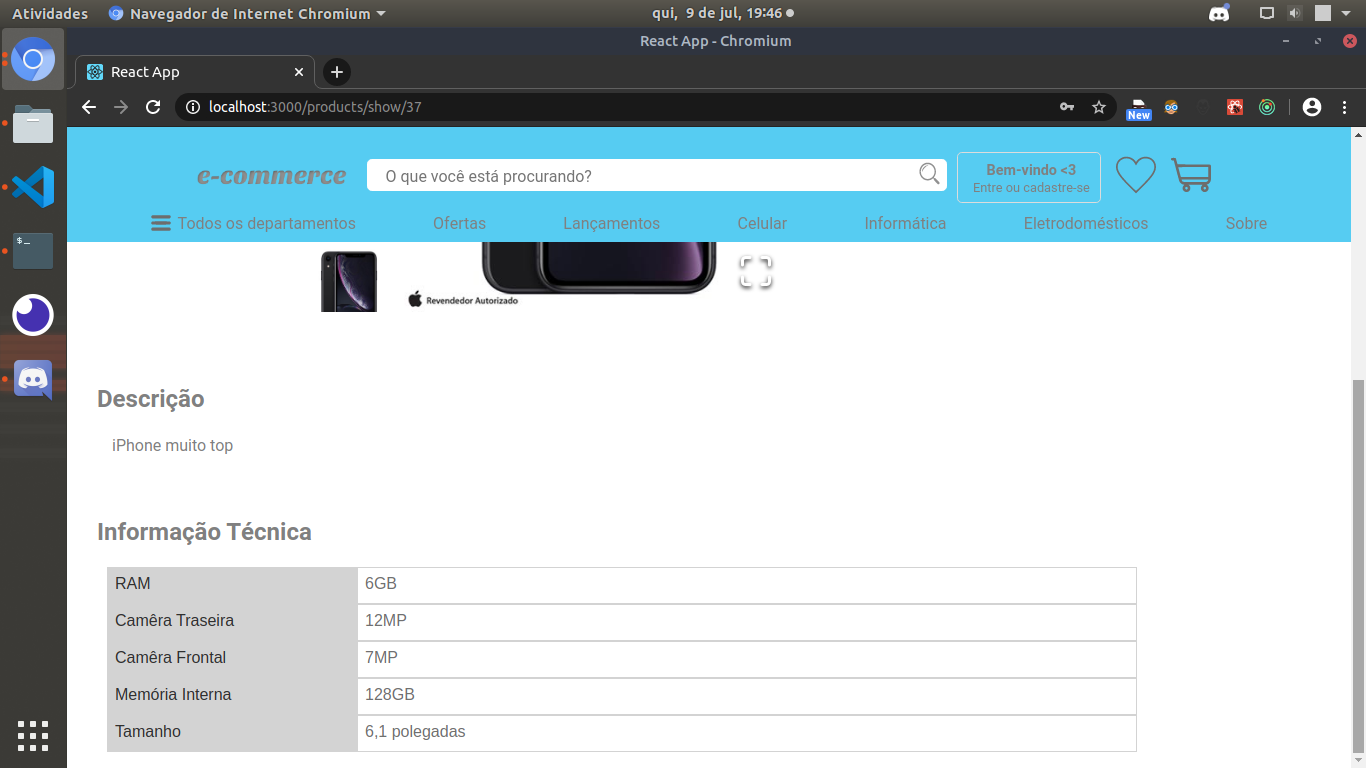 Atividades Navegador de Internet Chromium qui, 9 de jul, 19:46
React App - Chromium
React App
localhost:3000/products/show/37
New
e-commerce
O que você está procurando?
Bem-vindo <3
Entre ou cadastre-se
Todos os departamentos Ofertas Lançamentos Celular Informática Eletrodomésticos Sobre
Revendedor Autorizado
Descrição
iPhone muito top
Informação Técnica
RAM 6GB
Camêra Traseira 12MP
Camêra Frontal 7MP
Memória Interna 128GB
Tamanho 6,1 polegadas